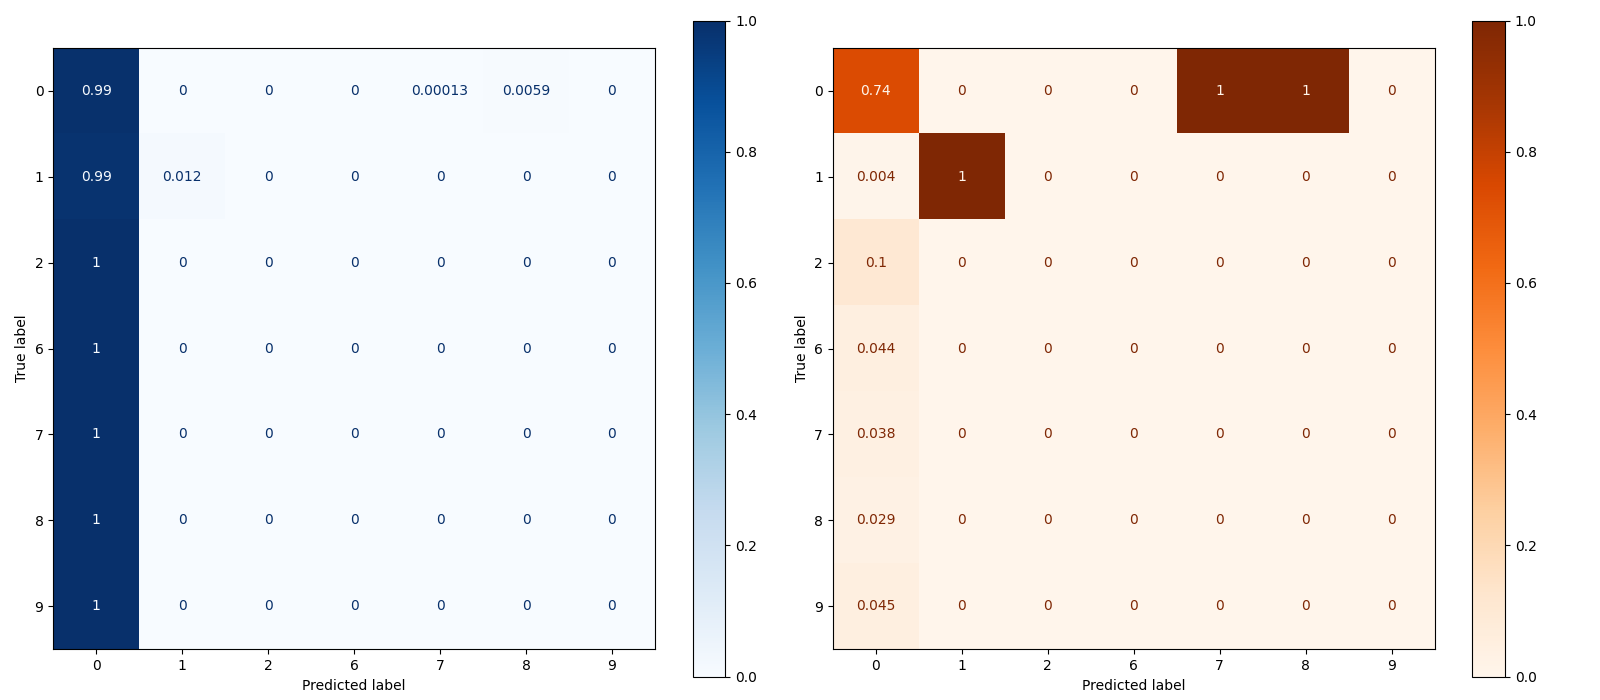 0 0.99 0 0 0 0.00013 0.0059 0
1 0.99 0.012 0 0 0 0 0
2 1 0 0 0 0 0 0
6 1 0 0 0 0 0 0
7 1 0 0 0 0 0 0
8 1 0 0 0 0 0 0
9 1 0 0 0 0 0 0
True label
0 1 2 6 7 8 9
Predicted label
1.0
0.8
0.6
0.4
0.2
0.0
0 0.74 0 0 0 1 1 0
1 0.004 1 0 0 0 0 0
2 0.1 0 0 0 0 0 0
6 0.044 0 0 0 0 0 0
7 0.038 0 0 0 0 0 0
8 0.029 0 0 0 0 0 0
9 0.045 0 0 0 0 0 0
True label
0 1 2 6 7 8 9
Predicted label
1.0
0.8
0.6
0.4
0.2
0.0